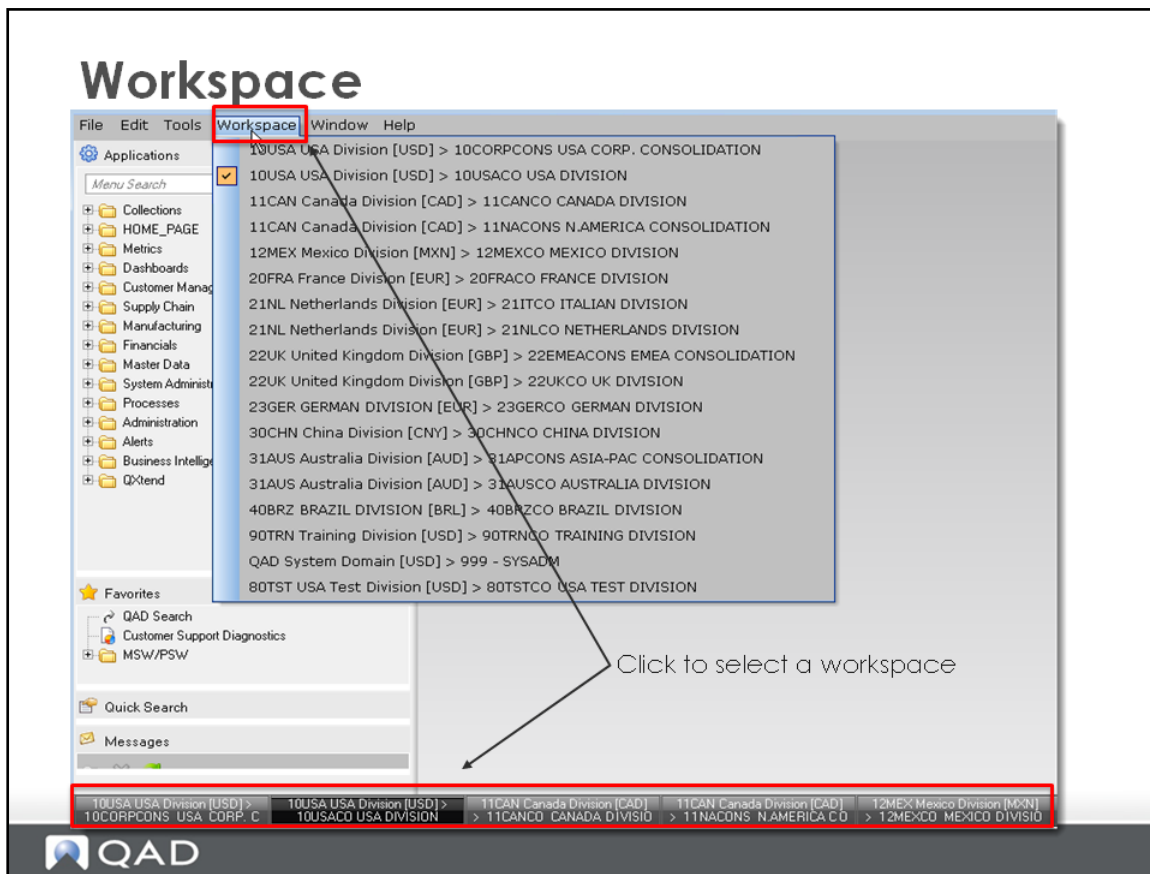 Workspace
File Edit Tools Workspace Window Help
Applications
Menu Search
Collections
HOME_PAGE
Metrics
Dashboards
Customer Manag
Supply Chain
Manufacturing
Financials
Master Data
System Administr
Processes
Administration
Alerts
Business Intellige
QXtend
10USA USA Division [USD] > 10CORPCONS USA CORP. CONSOLIDATION
10USA USA Division [USD] > 10USACO USA DIVISION
11CAN Canada Division [CAD] > 11CANCO CANADA DIVISION
11CAN Canada Division [CAD] > 11NACONS N.AMERICA CONSOLIDATION
12MEX Mexico Division [MXN] > 12MEXCO MEXICO DIVISION
20FRA France Division [EUR] > 20FRACO FRANCE DIVISION
21NL Netherlands Division [EUR] > 21ITCO ITALIAN DIVISION
21NL Netherlands Division [EUR] > 21NLCO NETHERLANDS DIVISION
22UK United Kingdom Division [GBP] > 22EMEACONS EMEA CONSOLIDATION
22UK United Kingdom Division [GBP] > 22UKCO UK DIVISION
23GER GERMAN DIVISION [EUR] > 23GERCO GERMAN DIVISION
30CHN China Division [CNY] > 30CHNCO CHINA DIVISION
31AUS Australia Division [AUD] > 31APCONS ASIA-PAC CONSOLIDATION
31AUS Australia Division [AUD] > 31AUSCO AUSTRALIA DIVISION
40BRZ BRAZIL DIVISION [BRL] > 40BRZCO BRAZIL DIVISION
90TRN Training Division [USD] > 90TRNCO TRAINING DIVISION
QAD System Domain [USD] > 999 - SYSADM
80TST USA Test Division [USD] > 80TSTCO USA TEST DIVISION
Favorites
QAD Search
Customer Support Diagnostics
MSW/PSW
Click to select a workspace
Quick Search
Messages
10USA USA Division [USD] >
10CORPCONS USA CORP. C
10USA USA Division [USD] >
10USACO USA DIVISION
11CAN Canada Division [CAD]
> 11CANCO CANADA DIVISIO
11CAN Canada Division [CAD]
> 11NACONS N.AMERICA CO
12MEX Mexico Division [MXN]
> 12MEXCO MEXICO DIVISIO
QAD